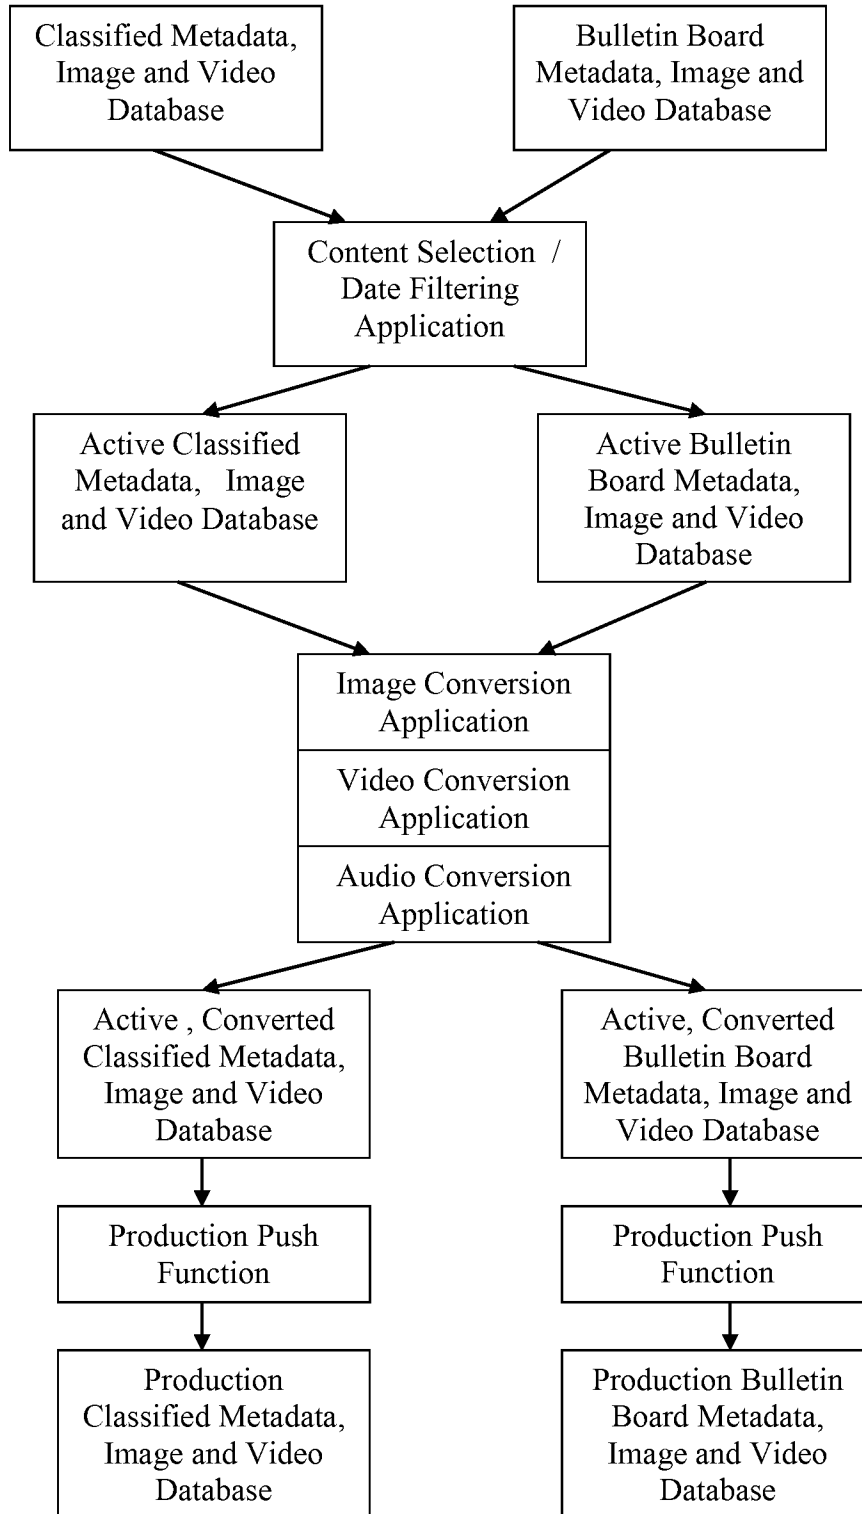 Classified Metadata,
Image and Video
Database
Bulletin Board
Metadata, Image and
Video Database
Content Selection /
Date Filtering
Application
Active Classified
Metadata, Image
and Video Database
Active Bulletin
Board Metadata,
Image and Video
Database
Image Conversion
Application
Video Conversion
Application
Audio Conversion
Application
Active , Converted
Classified Metadata,
Image and Video
Database
Active, Converted
Bulletin Board
Metadata, Image and
Video Database
Production Push
Function
Production Push
Function
Production
Classified Metadata,
Image and Video
Database
Production Bulletin
Board Metadata,
Image and Video
Database